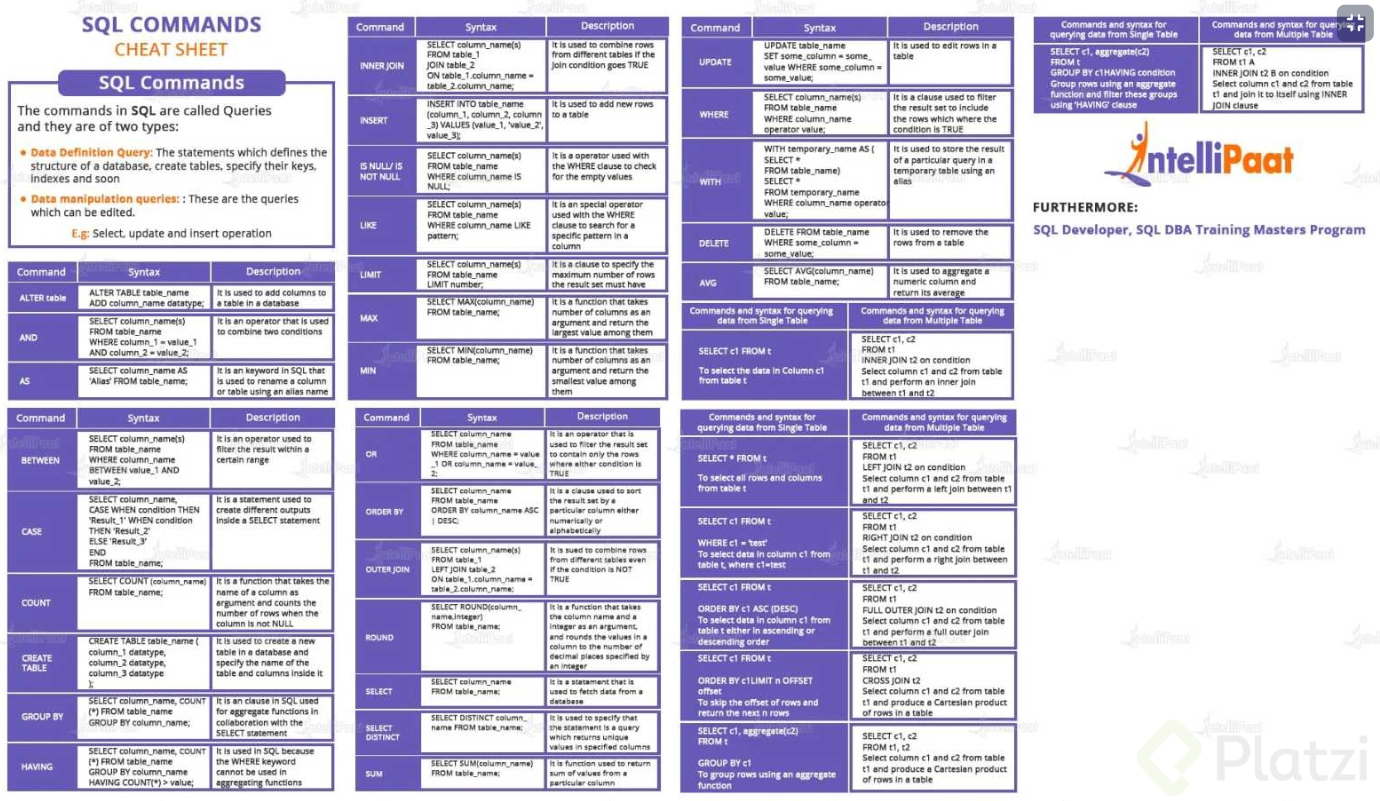 SQL COMMANDS
CHEAT SHEET
SQL Commands
The commands in SQL are called Queries
and they are of two types:
Data Definition Query: The statements which defines the
structure of a database, create tables, specify their keys,
indexes and soon
Data manipulation queries: : These are the queries
which can be edited.
E.g: Select, update and insert operation
Command Syntax Description
ALTER table
ALTER TABLE table_name
ADD column_name datatype;
It is used to add columns to
a table in a database
AND
SELECT column_name(s)
FROM table_name
WHERE column_1 = value_1
AND column_2 = value_2;
It is an operator that is used
to combine two conditions
AS
SELECT column_name AS
'Alias' FROM table_name;
It is an keyword in SQL that
is used to rename a column
or table using an alias name
Command Syntax Description
BETWEEN
SELECT column_name(s)
FROM table_name
WHERE column_name
BETWEEN value_1 AND
value_2;
It is an operator used to
filter the result within a
certain range
CASE
SELECT column_name,
CASE WHEN condition THEN
'Result_1' WHEN condition
THEN 'Result_2'
ELSE 'Result_3'
END
FROM table_name;
It is a statement used to
create different outputs
inside a SELECT statement
COUNT
SELECT COUNT (column_name)
FROM table_name;
It is a function that takes the
name of a column as
argument and counts the
number of rows when the
column is not NULL
CREATE
TABLE
CREATE TABLE table_name (
column_1 datatype,
column_2 datatype,
column_3 datatype
);
It is used to create a new
table in a database and
specify the name of the
table and columns inside it
GROUP BY
SELECT column_name, COUNT
(*) FROM table_name
GROUP BY column_name;
It is an clause in SQL used
for aggregate functions in
collaboration with the
SELECT statement
HAVING
SELECT column_name, COUNT
(*) FROM table_name
GROUP BY column_name
HAVING COUNT(*) > value;
It is used in SQL because
the WHERE keyword
cannot be used in
aggregating functions
Command Syntax Description
INNER JOIN
SELECT column_name(s)
FROM table_1
JOIN table_2
ON table_1.column_name =
table_2.column_name;
It is used to combine rows
from different tables if the
Join condition goes TRUE
INSERT
INSERT INTO table_name
(column_1, column_2, column
_3) VALUES (value_1, 'value_2',
value_3);
It is used to add new rows
to a table
IS NULL/ IS
NOT NULL
SELECT column_name(s)
FROM table_name
WHERE column_name IS
NULL;
It is a operator used with
the WHERE clause to check
for the empty values
LIKE
SELECT column_name(s)
FROM table_name
WHERE column_name LIKE
pattern;
It is an special operator
used with the WHERE
clause to search for a
specific pattern in a
column
LIMIT
SELECT column_name(s)
FROM table_name
LIMIT number;
It is a clause to specify the
maximum number of rows
the result set must have
MAX
SELECT MAX(column_name)
FROM table_name;
It is a function that takes
number of columns as an
argument and return the
largest value among them
MIN
SELECT MIN(column_name)
FROM table_name;
It is a function that takes
number of columns as an
argument and return the
smallest value among
them
Command Syntax Description
OR
SELECT column_name
FROM table_name
WHERE column_name = value
_1 OR column_name = value_
2;
It is an operator that is
used to filter the result set
to contain only the rows
where either condition is
TRUE
ORDER BY
SELECT column_name
FROM table_name
ORDER BY column_name ASC
| DESC;
It is a clause used to sort
the result set by a
particular column either
numerically or
alphabetically
OUTER JOIN
SELECT column_name(s)
FROM table_1
LEFT JOIN table_2
ON table_1.column_name =
table_2.column_name;
It is sued to combine rows
from different tables even
if the condition is NOT
TRUE
ROUND
SELECT ROUND(column_
name,integer)
FROM table_name;
It is a function that takes
the column name and a
integer as an argument,
and rounds the values in a
column to the number of
decimal places specified by
an integer
SELECT
SELECT column_name
FROM table_name;
It is a statement that is
used to fetch data from a
database
SELECT
DISTINCT
SELECT DISTINCT column_
name FROM table_name;
It is used to specify that
the statement is a query
which returns unique
values in specified columns
SUM
SELECT SUM(column_name)
FROM table_name;
It is function used to return
sum of values from a
particular column
Command Syntax Description
UPDATE
UPDATE table_name
SET some_column = some_
value WHERE some_column =
some_value;
It is used to edit rows in a
table
WHERE
SELECT column_name(s)
FROM table_name
WHERE column_name
operator value;
It is a clause used to filter
the result set to include
the rows which where the
condition is TRUE
WITH
WITH temporary_name AS (
SELECT *
FROM table_name)
SELECT *
FROM temporary_name
WHERE column_name operator
value;
It is used to store the result
of a particular query in a
temporary table using an
alias
DELETE
DELETE FROM table_name
WHERE some_column =
some_value;
It is used to remove the
rows from a table
AVG
SELECT AVG(column_name)
FROM table_name;
It is used to aggregate a
numeric column and
return its average
Commands and syntax for querying
data from Single Table
Commands and syntax for querying
data from Multiple Table
SELECT c1 FROM t
To select the data in Column c1
from table t
SELECT c1, c2
FROM t1
INNER JOIN t2 on condition
Select column c1 and c2 from table
t1 and perform an inner join
between t1 and t2
Commands and syntax for
querying data from Single Table
Commands and syntax for querying
data from Multiple Table
SELECT * FROM t
To select all rows and columns
from table t
SELECT c1, c2
FROM t1
LEFT JOIN t2 on condition
Select column c1 and c2 from table
t1 and perform a left join between t1
and t2
SELECT c1 FROM t
WHERE c1 = 'test'
To select data in column c1 from
table t, where c1=test
SELECT c1, c2
FROM t1
RIGHT JOIN t2 on condition
Select column c1 and c2 from table
t1 and perform a right join between
t1 and t2
SELECT c1 FROM t
ORDER BY c1 ASC (DESC)
To select data in column c1 from
table t either in ascending or
descending order
SELECT c1, c2
FROM t1
FULL OUTER JOIN t2 on condition
Select column c1 and c2 from table
t1 and perform a full outer join
between t1 and t2
SELECT c1 FROM t
ORDER BY c1LIMIT n OFFSET
offset
To skip the offset of rows and
return the next n rows
SELECT c1, c2
FROM t1
CROSS JOIN t2
Select column c1 and c2 from table
t1 and produce a Cartesian product
of rows in a table
SELECT c1, aggregate(c2)
FROM t
GROUP BY c1
To group rows using an aggregate
function
SELECT c1, c2
FROM t1, t2
Select column c1 and c2 from table
t1 and produce a Cartesian product
of rows in a table
Commands and syntax for
querying data from Single Table
Commands and syntax for querying
data from Multiple Table
SELECT c1, aggregate(c2)
FROM t
GROUP BY c1HAVING condition
Group rows using an aggregate
function and filter these groups
using 'HAVING' clause
SELECT c1, c2
FROM t1 A
INNER JOIN t2 B on condition
Select column c1 and c2 from table
t1 and join it to itself using INNER
JOIN clause
IntelliPaat
FURTHERMORE:
SQL Developer, SQL DBA Training Masters Program
Platzi